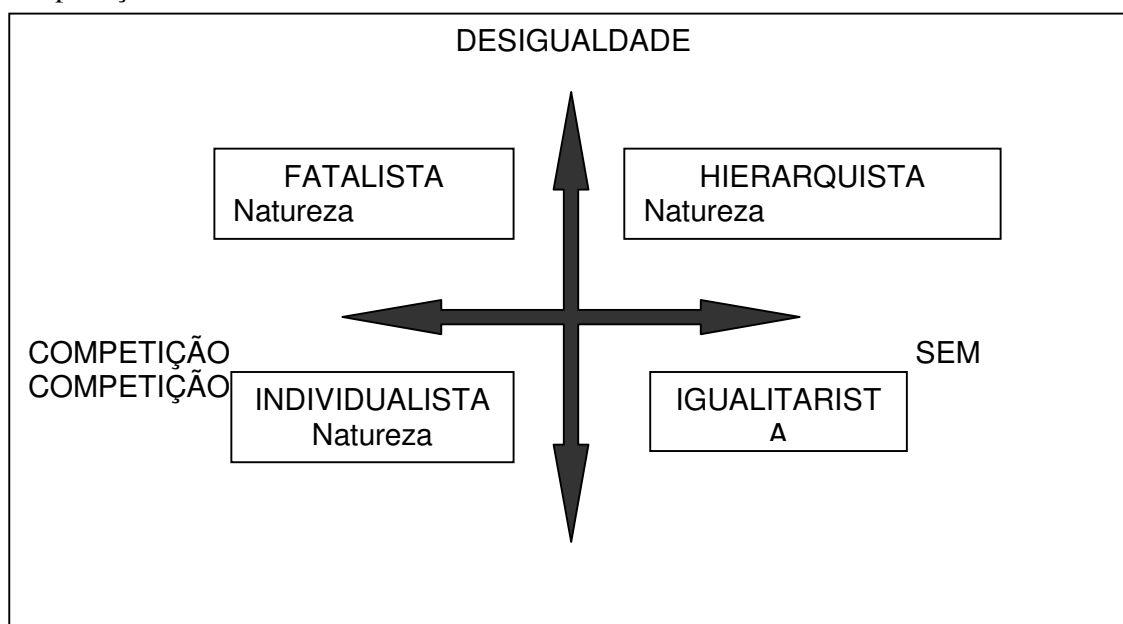 DESIGUALDADE
FATALISTA
Natureza
HIERARQUISTA
Natureza
COMPETIÇÃO SEM
COMPETIÇÃO
INDIVIDUALISTA
Natureza
IGUALITARIST
A